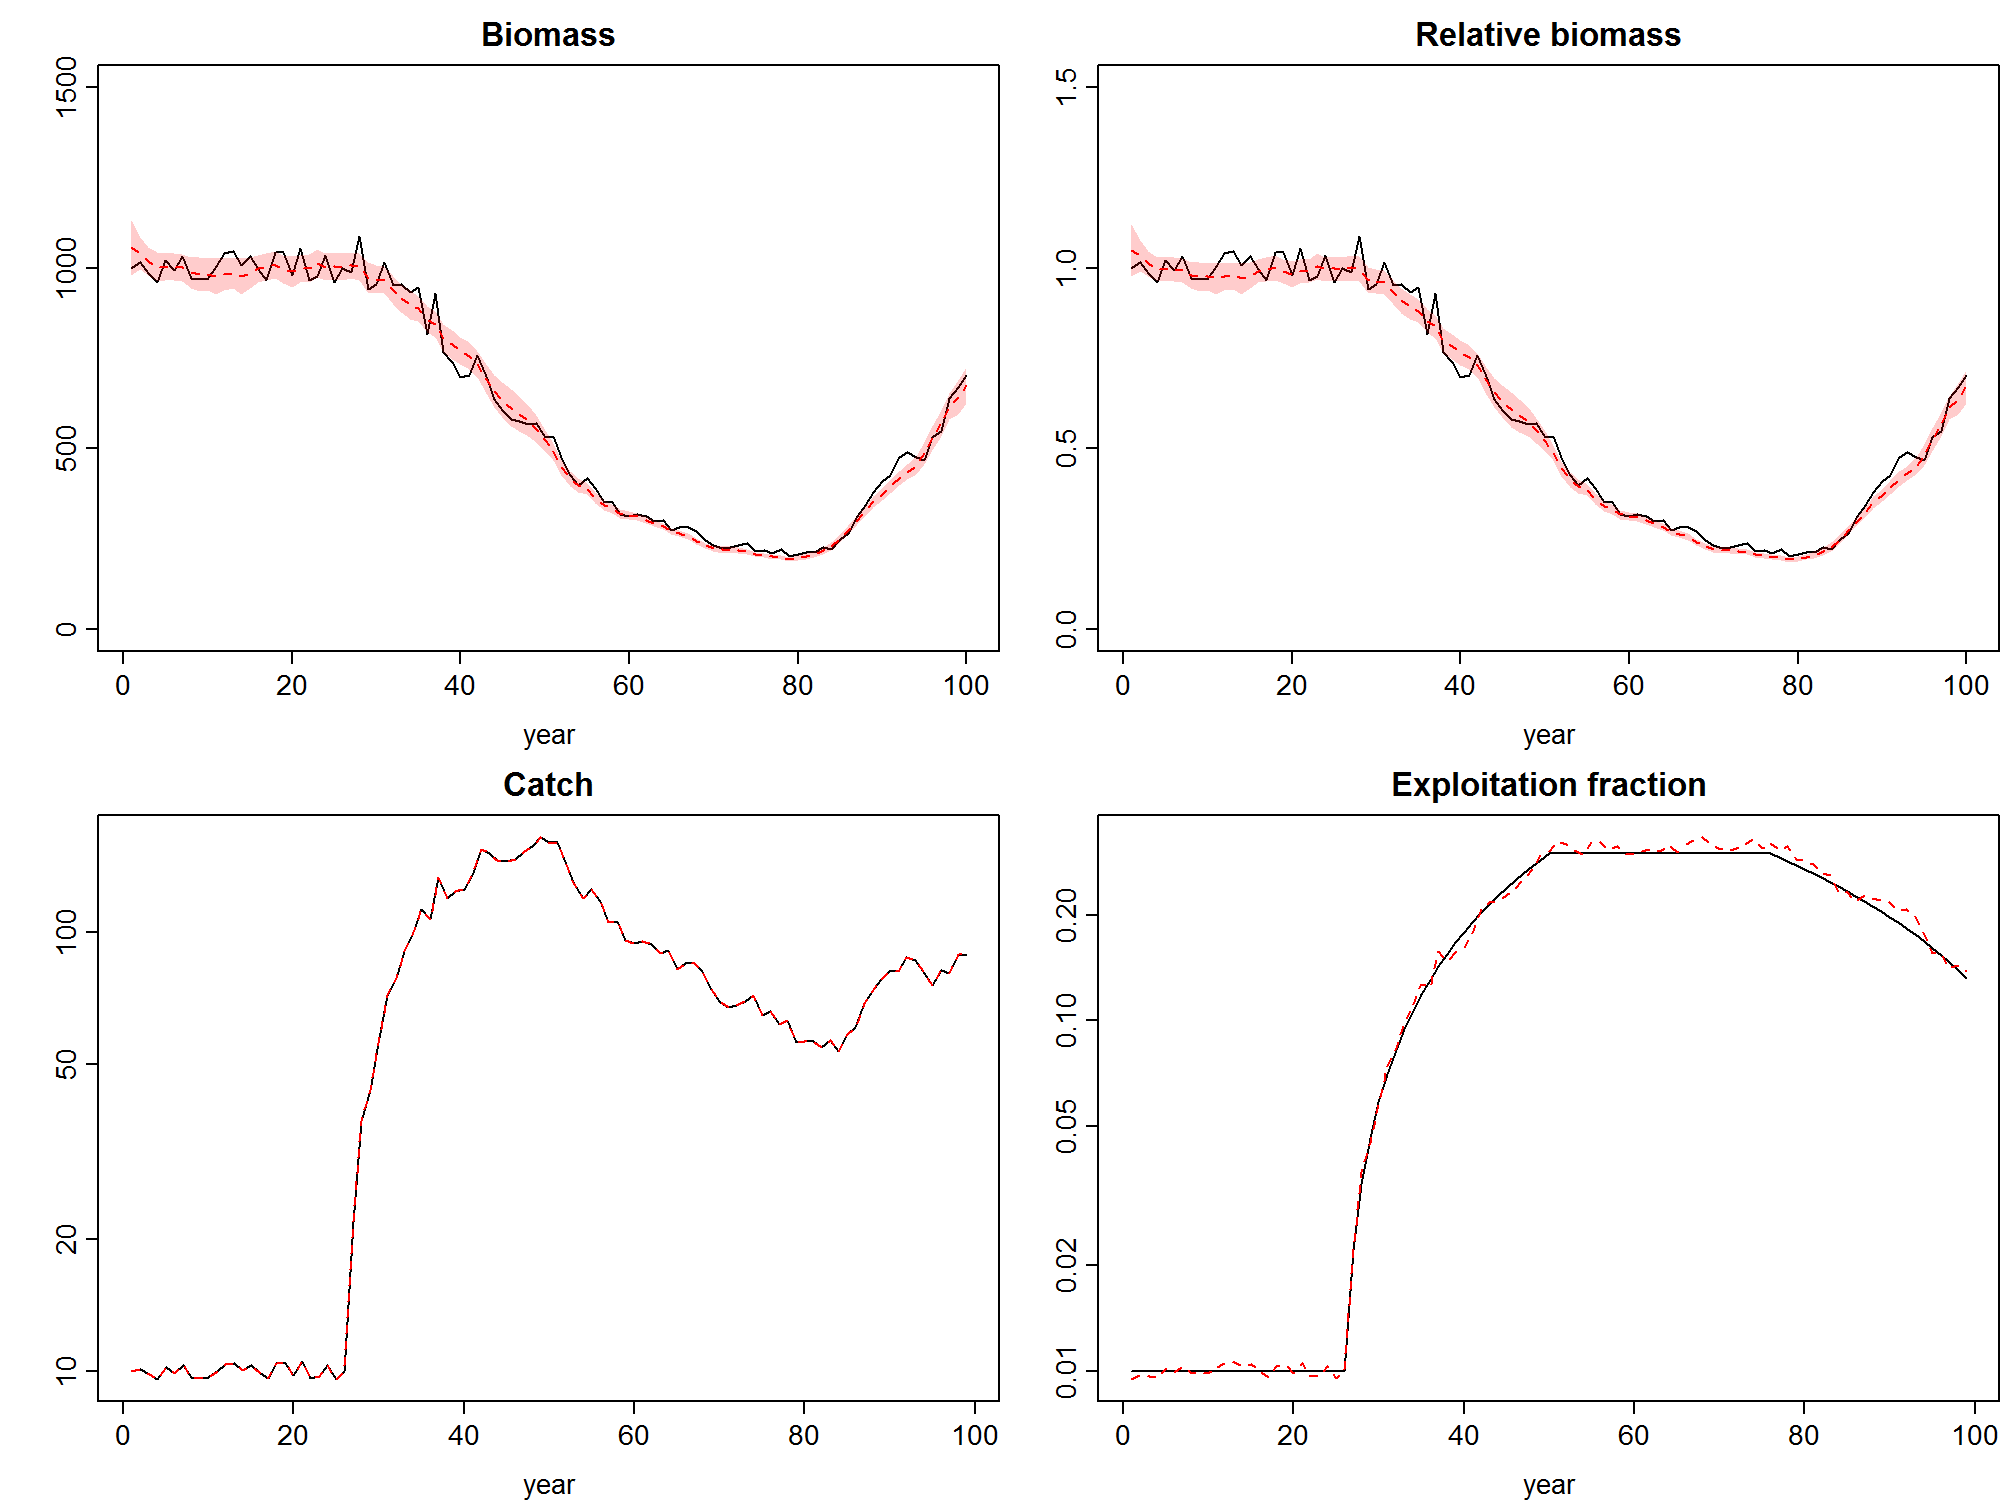 Biomass
1500
1000
500
0
0 20 40 60 80 100
year
Relative biomass
1.5
1.0
0.5
0.0
0 20 40 60 80 100
year
Catch
100
50
20
10
0 20 40 60 80 100
year
Exploitation fraction
0.20
0.10
0.05
0.02
0.01
0 20 40 60 80 100
year